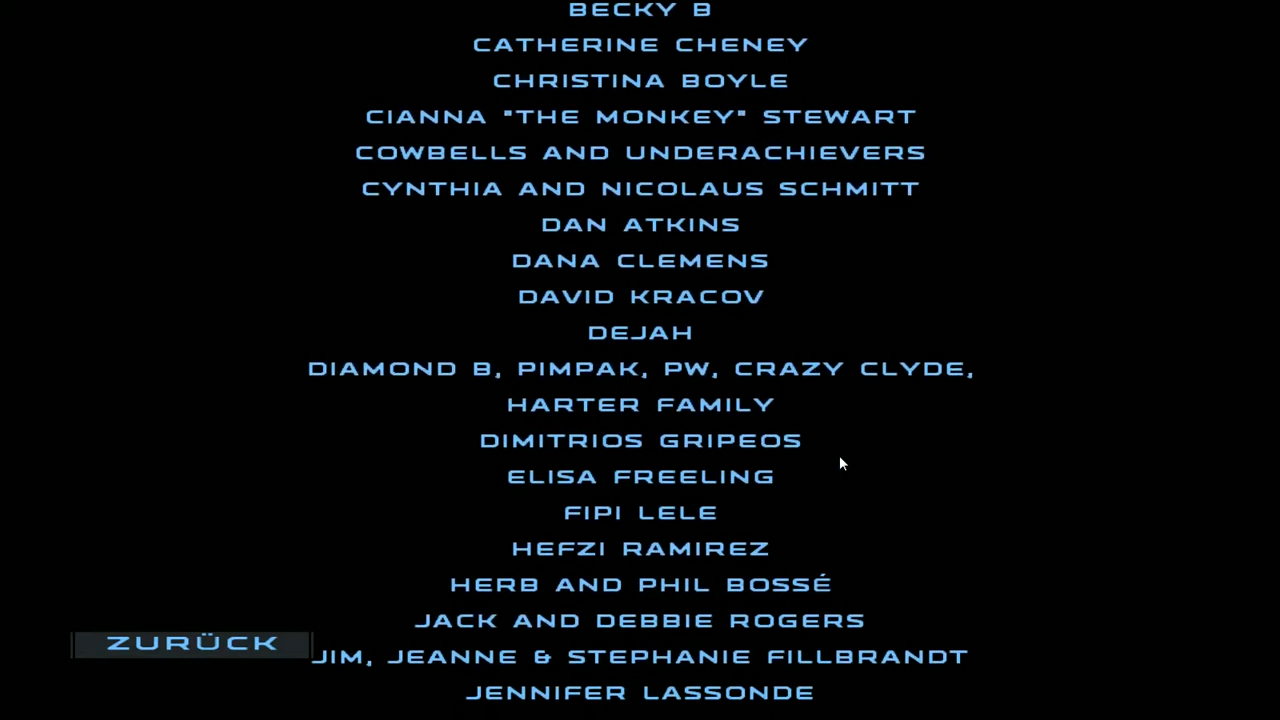 BECKY B
CATHERINE CHENEY
CHRISTINA BOYLE
CIANNA "THE MONKEY" STEWART
COWBELLS AND UNDERACHIEVERS
CYNTHIA AND NICOLAUS SCHMITT
DAN ATKINS
DANA CLEMENS
DAVID KRACOV
DEJAH
DIAMOND B, PIMPAK, PW, CRAZY CLYDE,
HARTER FAMILY
DIMITRIOS GRIPEOS
ELISA FREELING
FIPI LELE
HEFZI RAMIREZ
HERB AND PHIL BOSSÉ
JACK AND DEBBIE ROGERS
ZURÜCK
JIM, JEANNE & STEPHANIE FILLBRANDT
JENNIFER LASSONDE